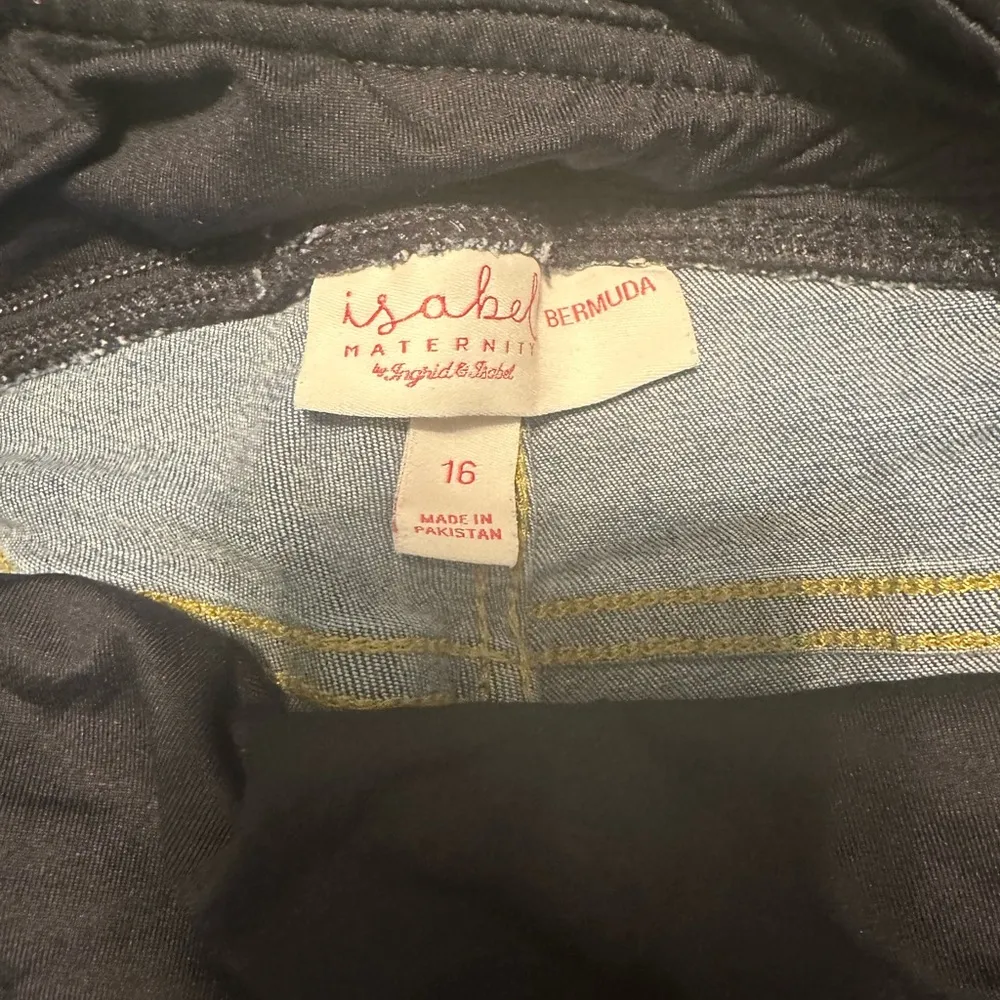 isabel
MATERNITY
by Ingrid & Isabel
BERMUDA
16
MADE IN
PAKISTAN